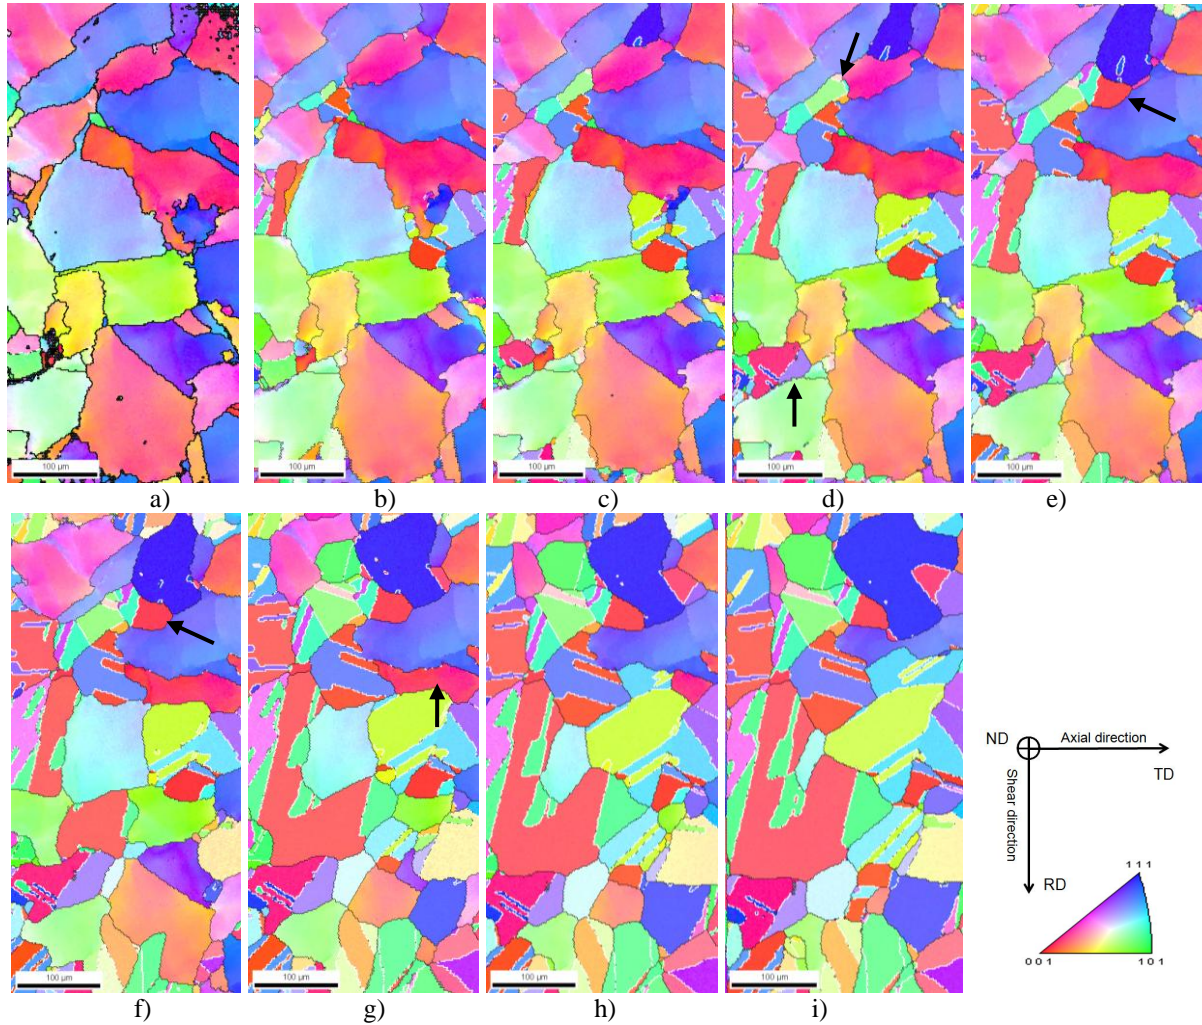 100 µm
100 µm
100 µm
100 µm
100 µm
a)
b)
c)
d)
e)
100 µm
100 µm
100 µm
100 µm
f)
g)
h)
i)
ND
Axial direction
TD
Shear direction
RD
1 1 1
0 0 1
1 0 1